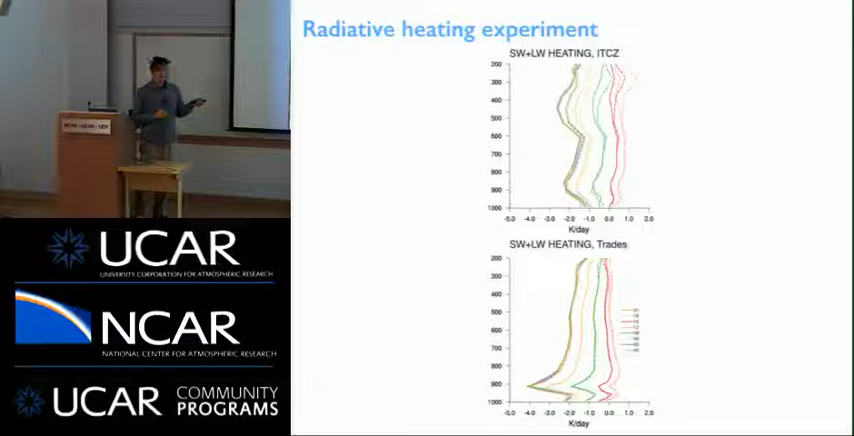 Radiative heating experiment
SW+LW HEATING, ITCZ
200
300
400
500
600
700
800
900
1000
-5.0 -4.0 -3.0 -2.0 -1.0 0.0 1.0 2.0
K/day
SW+LW HEATING, Trades
200
300
400
500
600
700
800
900
1000
-5.0 -4.0 -3.0 -2.0 -1.0 0.0 1.0 2.0
K/day
UCAR
UNIVERSITY CORPORATION FOR ATMOSPHERIC RESEARCH
NCAR
NATIONAL CENTER FOR ATMOSPHERIC RESEARCH
UCAR COMMUNITY
PROGRAMS